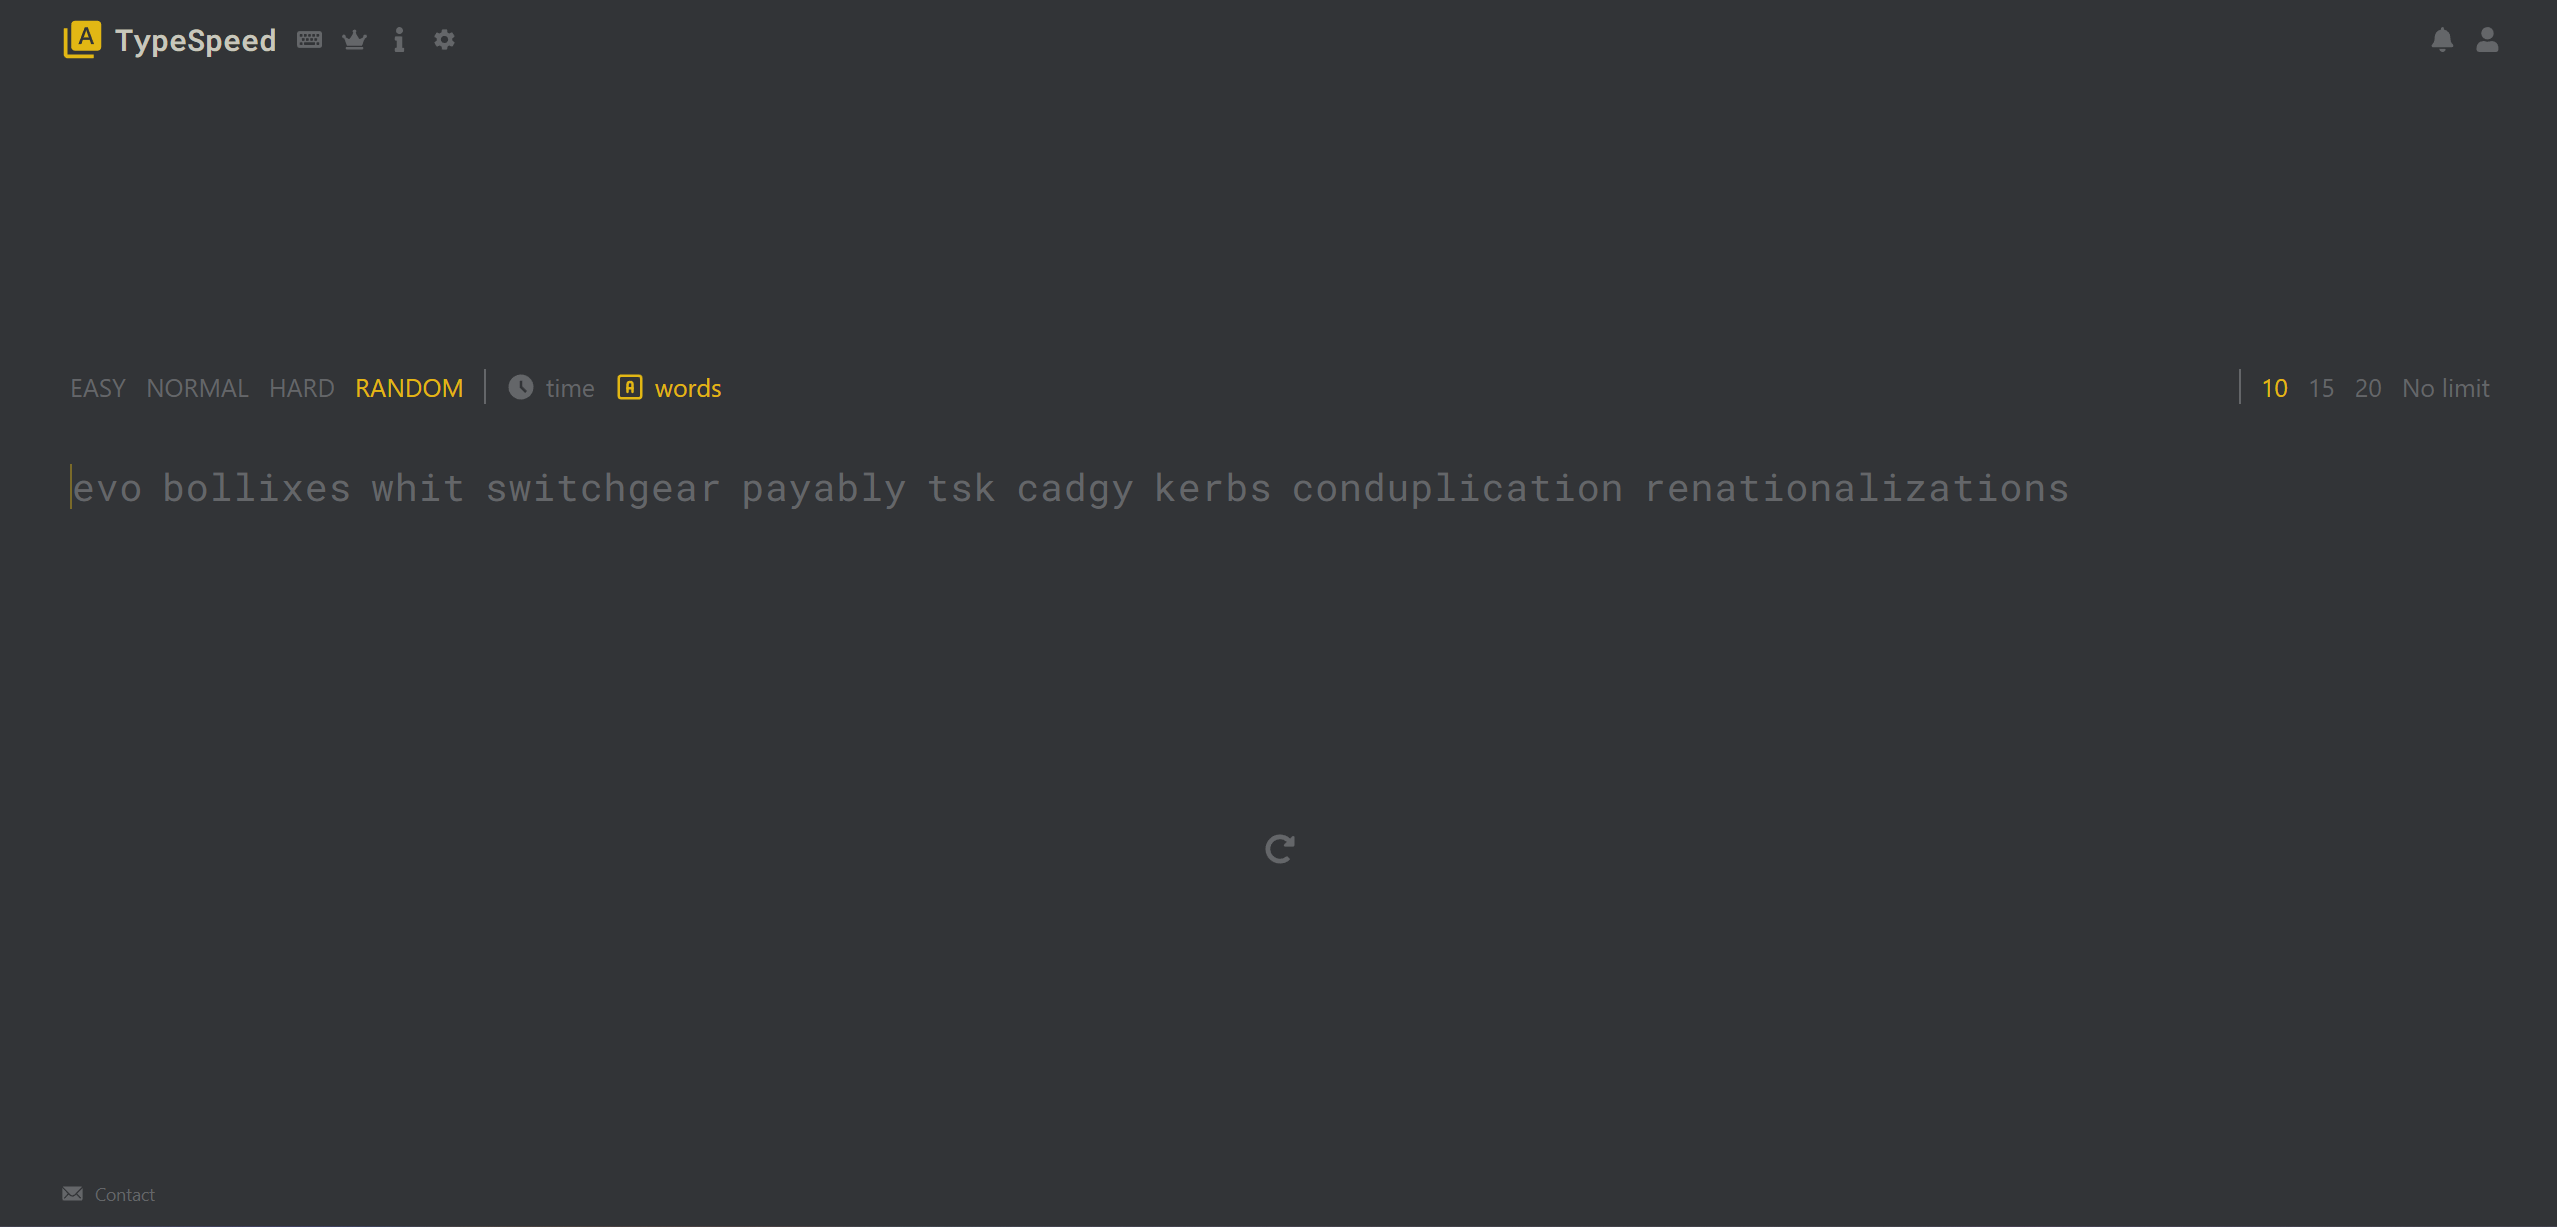 TypeSpeed
EASY NORMAL HARD RANDOM time words 10 15 20 No limit
evo bollixes whit switchgear payably tsk cadgy kerbs conduplication renationalizations
Contact